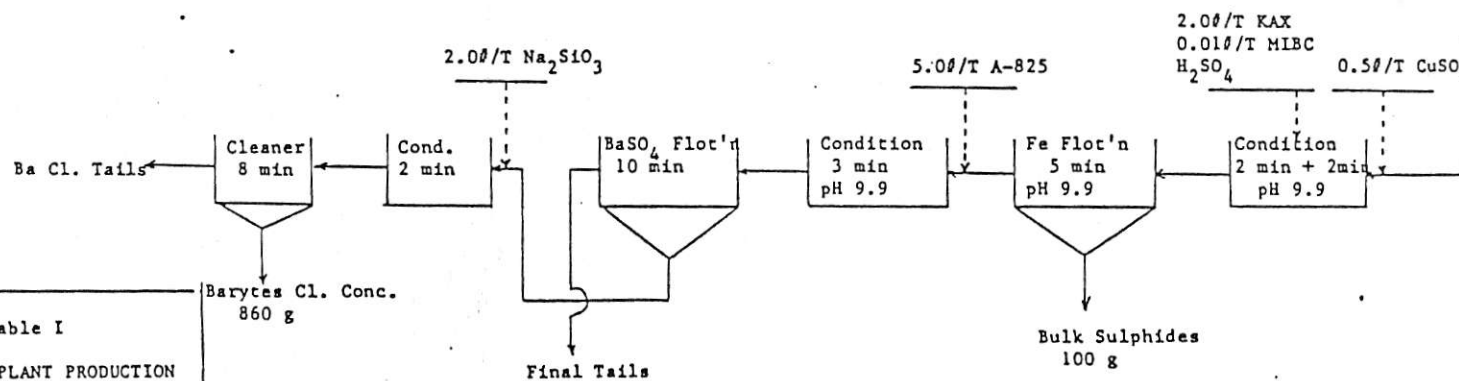 2.0#/T KAX
0.01#/T MIBC
H2SO4
2.0#/T Na2SiO3
5.0#/T A-825
0.5#/T CuSO
Ba Cl. Tails
Cleaner
8 min
Cond.
2 min
BaSO4 Flot'n
10 min
Condition
3 min
pH 9.9
Fe Flot'n
5 min
pH 9.9
Condition
2 min + 2min
pH 9.9
Barytes Cl. Conc.
860 g
able I
PLANT PRODUCTION
Final Tails
Bulk Sulphides
100 g